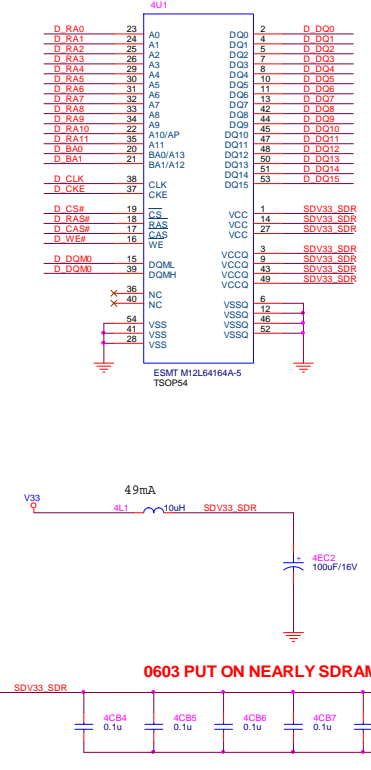 4U1
D_RA0 23 A0 DQ0 2 D_DQ0
D_RA1 24 A1 DQ1 4 D_DQ1
D_RA2 25 A2 DQ2 5 D_DQ2
D_RA3 26 A3 DQ3 7 D_DQ3
D_RA4 29 A4 DQ4 8 D_DQ4
D_RA5 30 A5 DQ5 10 D_DQ5
D_RA6 31 A6 DQ6 11 D_DQ6
D_RA7 32 A7 DQ7 13 D_DQ7
D_RA8 33 A8 DQ8 42 D_DQ8
D_RA9 34 A9 DQ9 44 D_DQ9
D_RA10 22 A10/AP DQ10 45 D_DQ10
D_RA11 35 A11 DQ11 47 D_DQ11
D_BA0 20 BA0/A13 DQ12 48 D_DQ12
D_BA1 21 BA1/A12 DQ13 50 D_DQ13
DQ14 51 D_DQ14
D_CLK 38 CLK DQ15 53 D_DQ15
D_CKE 37 CKE
D_CS# 19 CS VCC 1 SDV33_SDR
D_RAS# 18 RAS VCC 14 SDV33_SDR
D_CAS# 17 CAS VCC 27 SDV33_SDR
D_WE# 16 WE
VCCQ 3 SDV33_SDR
D_DQM0 15 DQML VCCQ 9 SDV33_SDR
D_DQM0 39 DQMH VCCQ 43 SDV33_SDR
VCCQ 49 SDV33_SDR
36 NC
40 NC VSSQ 6
VSSQ 12
54 VSS VSSQ 46
41 VSS VSSQ 52
28 VSS
ESMT M12L64164A-5
TSOP54
49mA
V33 4L1 10uH SDV33_SDR
+ 4EC2
100uF/16V
0603 PUT ON NEARLY SDRAM
SDV33_SDR
4CB4 4CB5 4CB6 4CB7
0.1u 0.1u 0.1u 0.1u